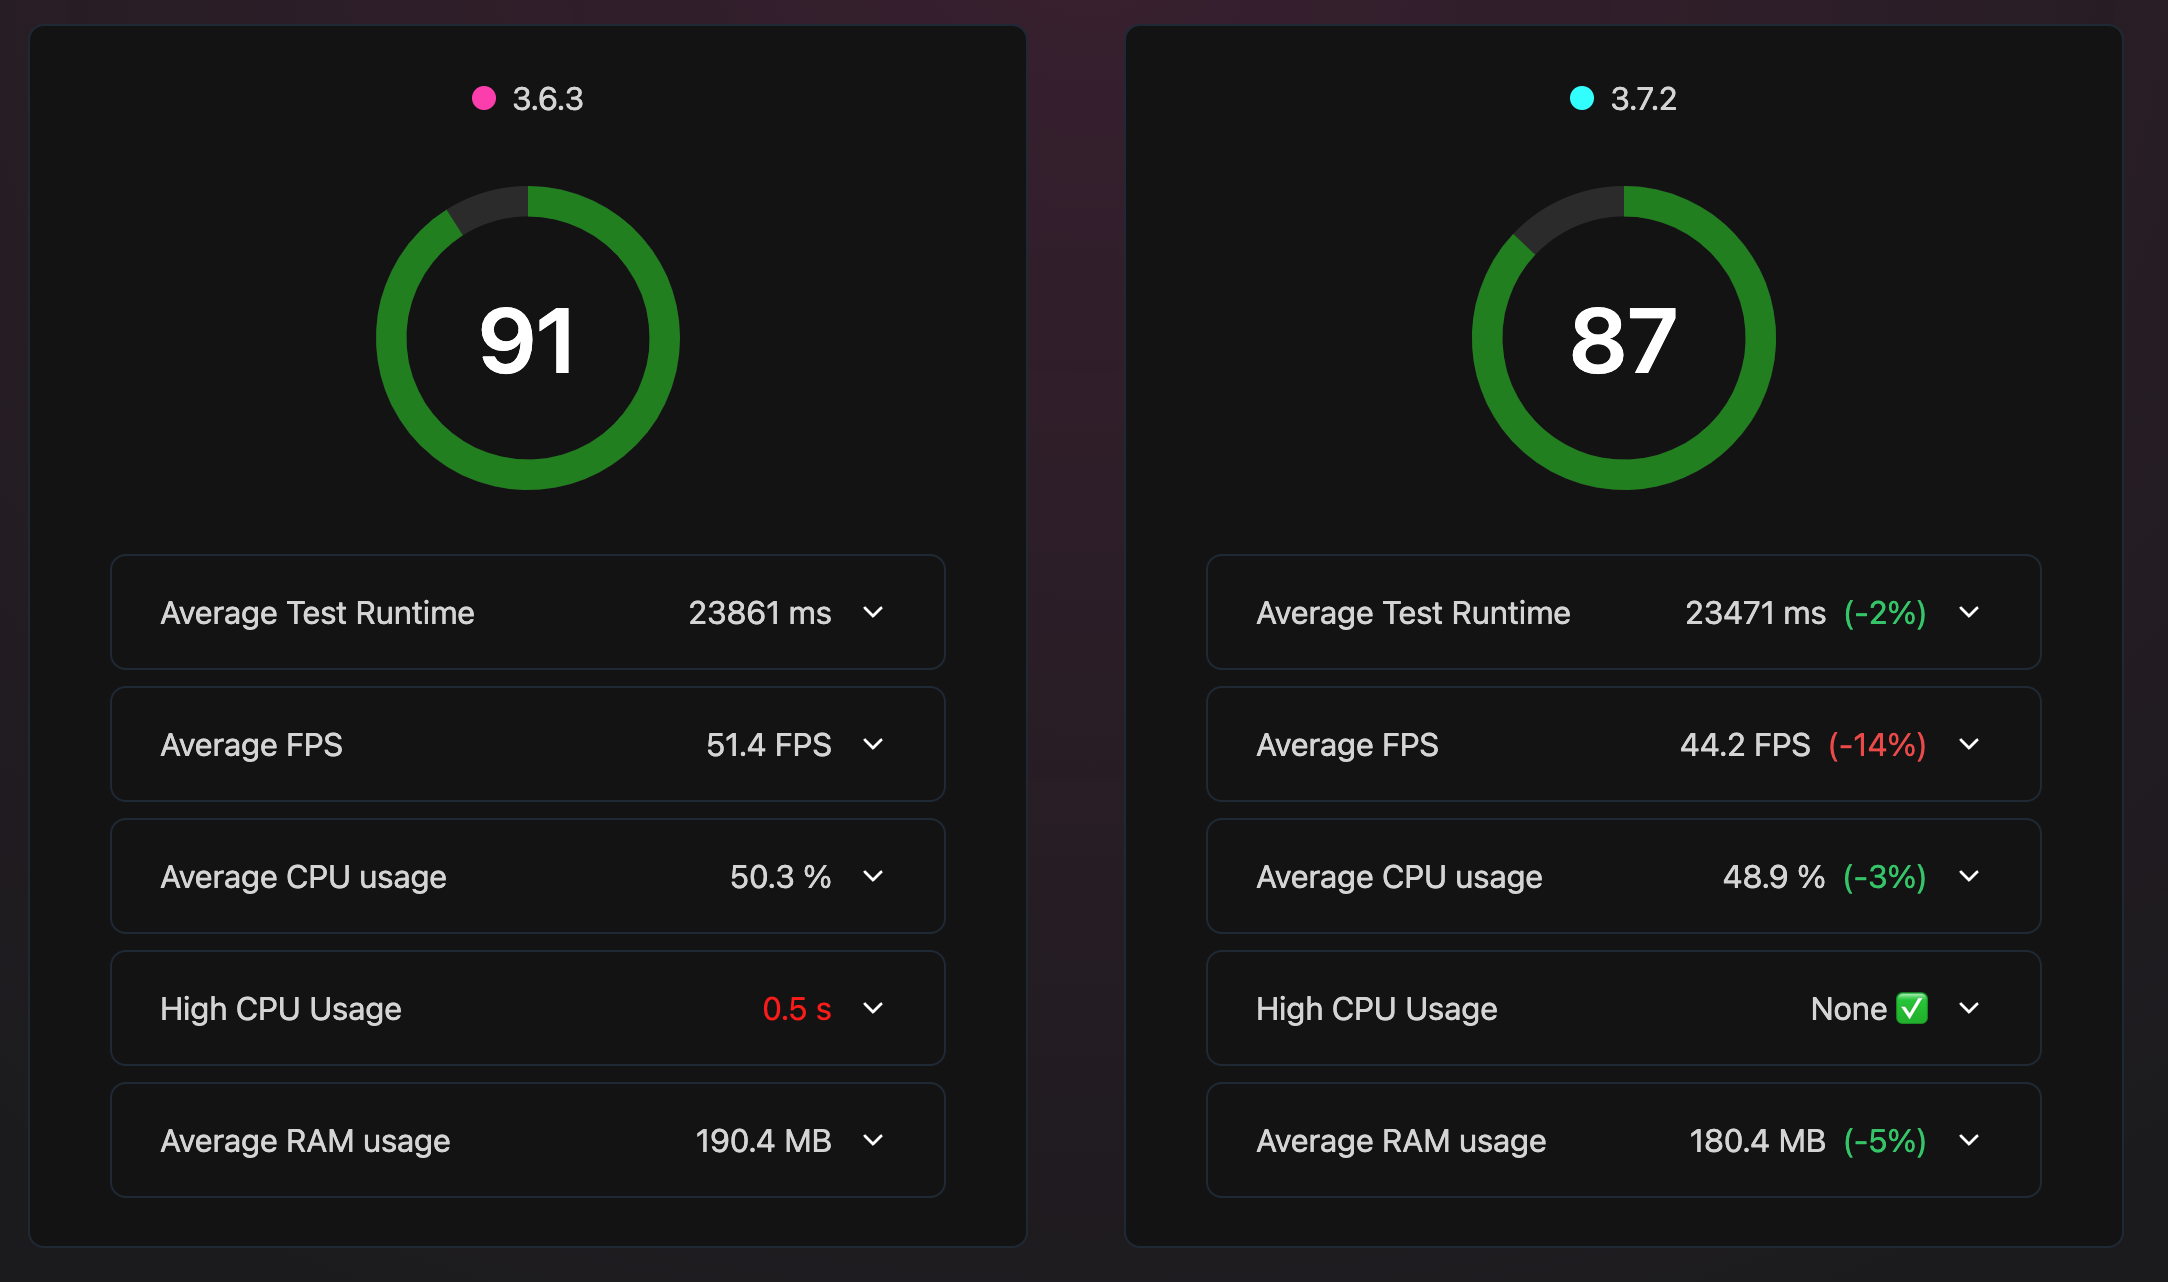 3.6.3
91
Average Test Runtime 23861 ms
Average FPS 51.4 FPS
Average CPU usage 50.3 %
High CPU Usage 0.5 s
Average RAM usage 190.4 MB
3.7.2
87
Average Test Runtime 23471 ms (-2%)
Average FPS 44.2 FPS (-14%)
Average CPU usage 48.9 % (-3%)
High CPU Usage None ✅
Average RAM usage 180.4 MB (-5%)